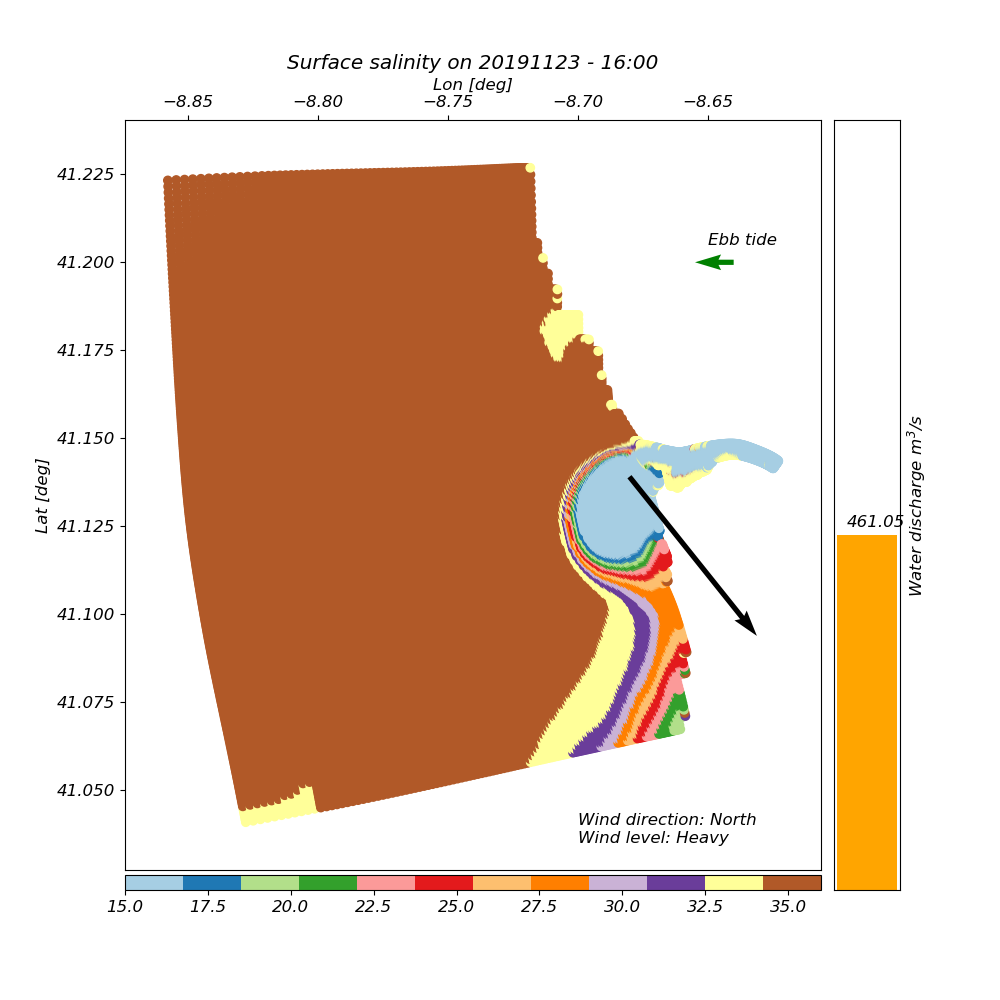 Surface salinity on 20191123 - 16:00
Lon [deg]
−8.85 −8.80 −8.75 −8.70 −8.65
41.225
41.200
41.175
41.150
41.125
41.100
41.075
41.050
Lat [deg]
Ebb tide
461.05
Water discharge m³/s
Wind direction: North
Wind level: Heavy
15.0 17.5 20.0 22.5 25.0 27.5 30.0 32.5 35.0